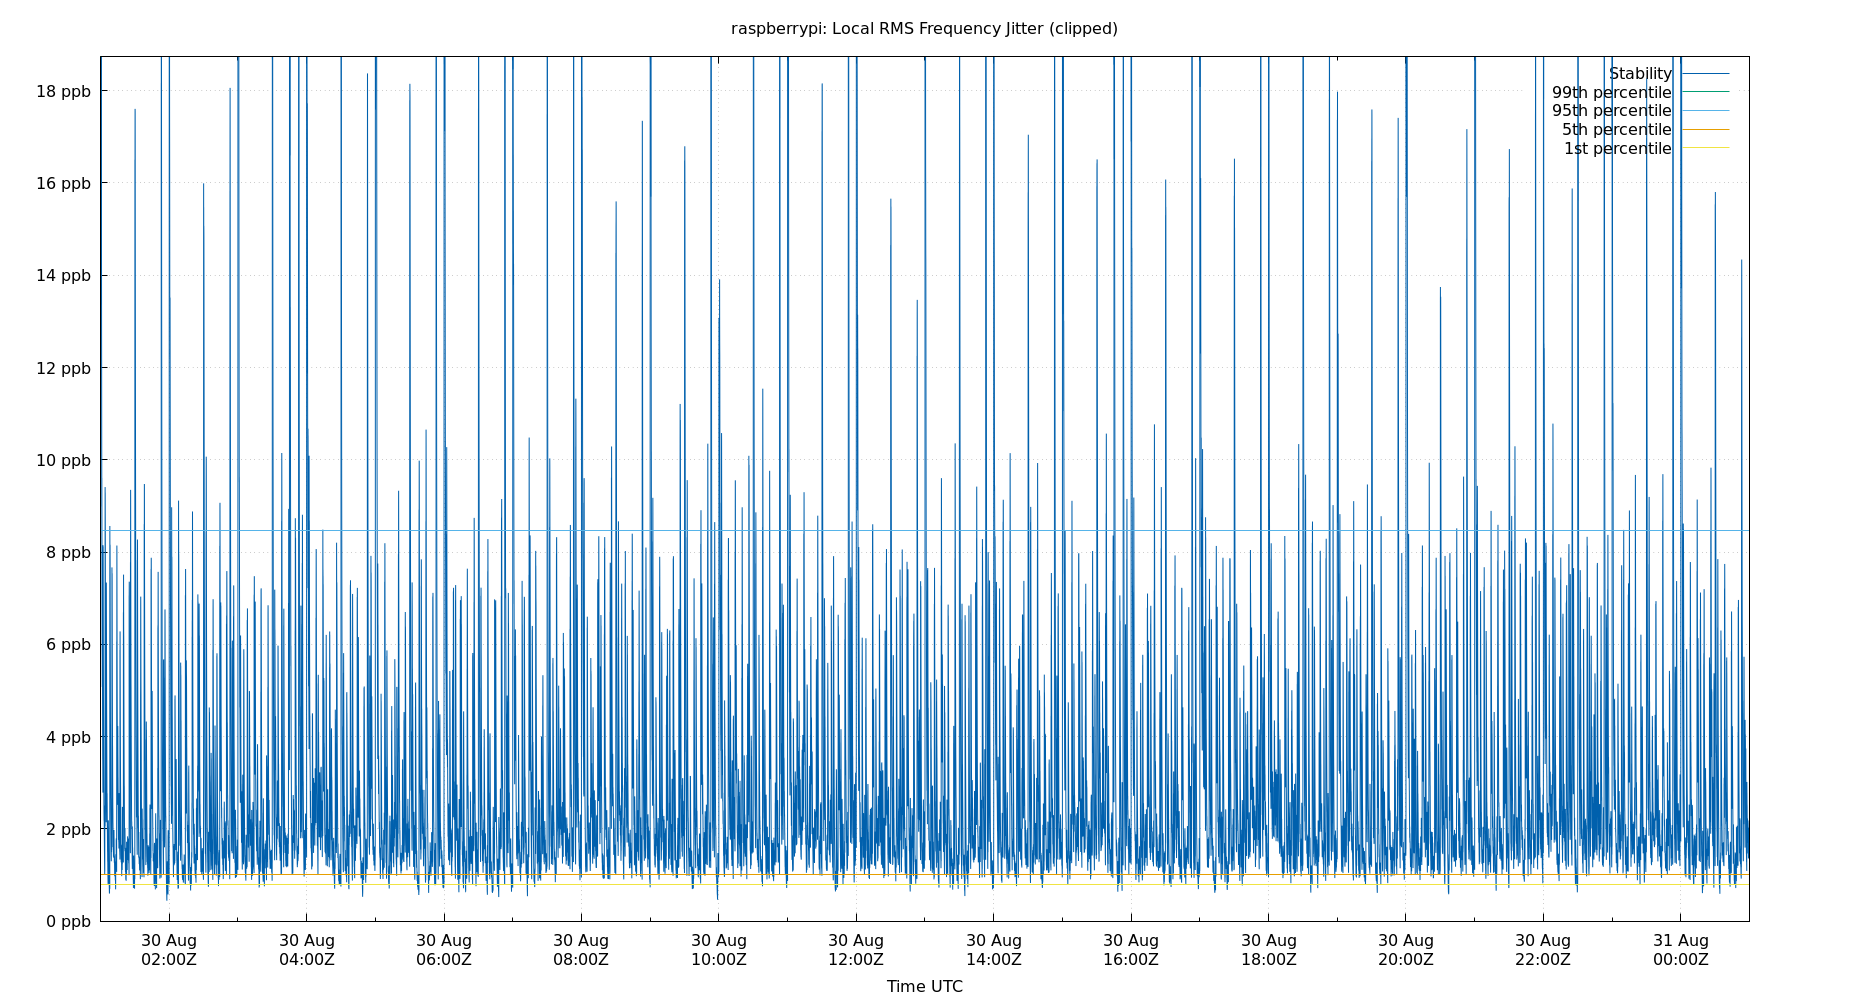 raspberrypi: Local RMS Frequency Jitter (clipped)
Stability
99th percentile
95th percentile
5th percentile
1st percentile
18 ppb
16 ppb
14 ppb
12 ppb
10 ppb
8 ppb
6 ppb
4 ppb
2 ppb
0 ppb
30 Aug 30 Aug 30 Aug 30 Aug 30 Aug 30 Aug 30 Aug 30 Aug 30 Aug 30 Aug 30 Aug 31 Aug
02:00Z 04:00Z 06:00Z 08:00Z 10:00Z 12:00Z 14:00Z 16:00Z 18:00Z 20:00Z 22:00Z 00:00Z
Time UTC